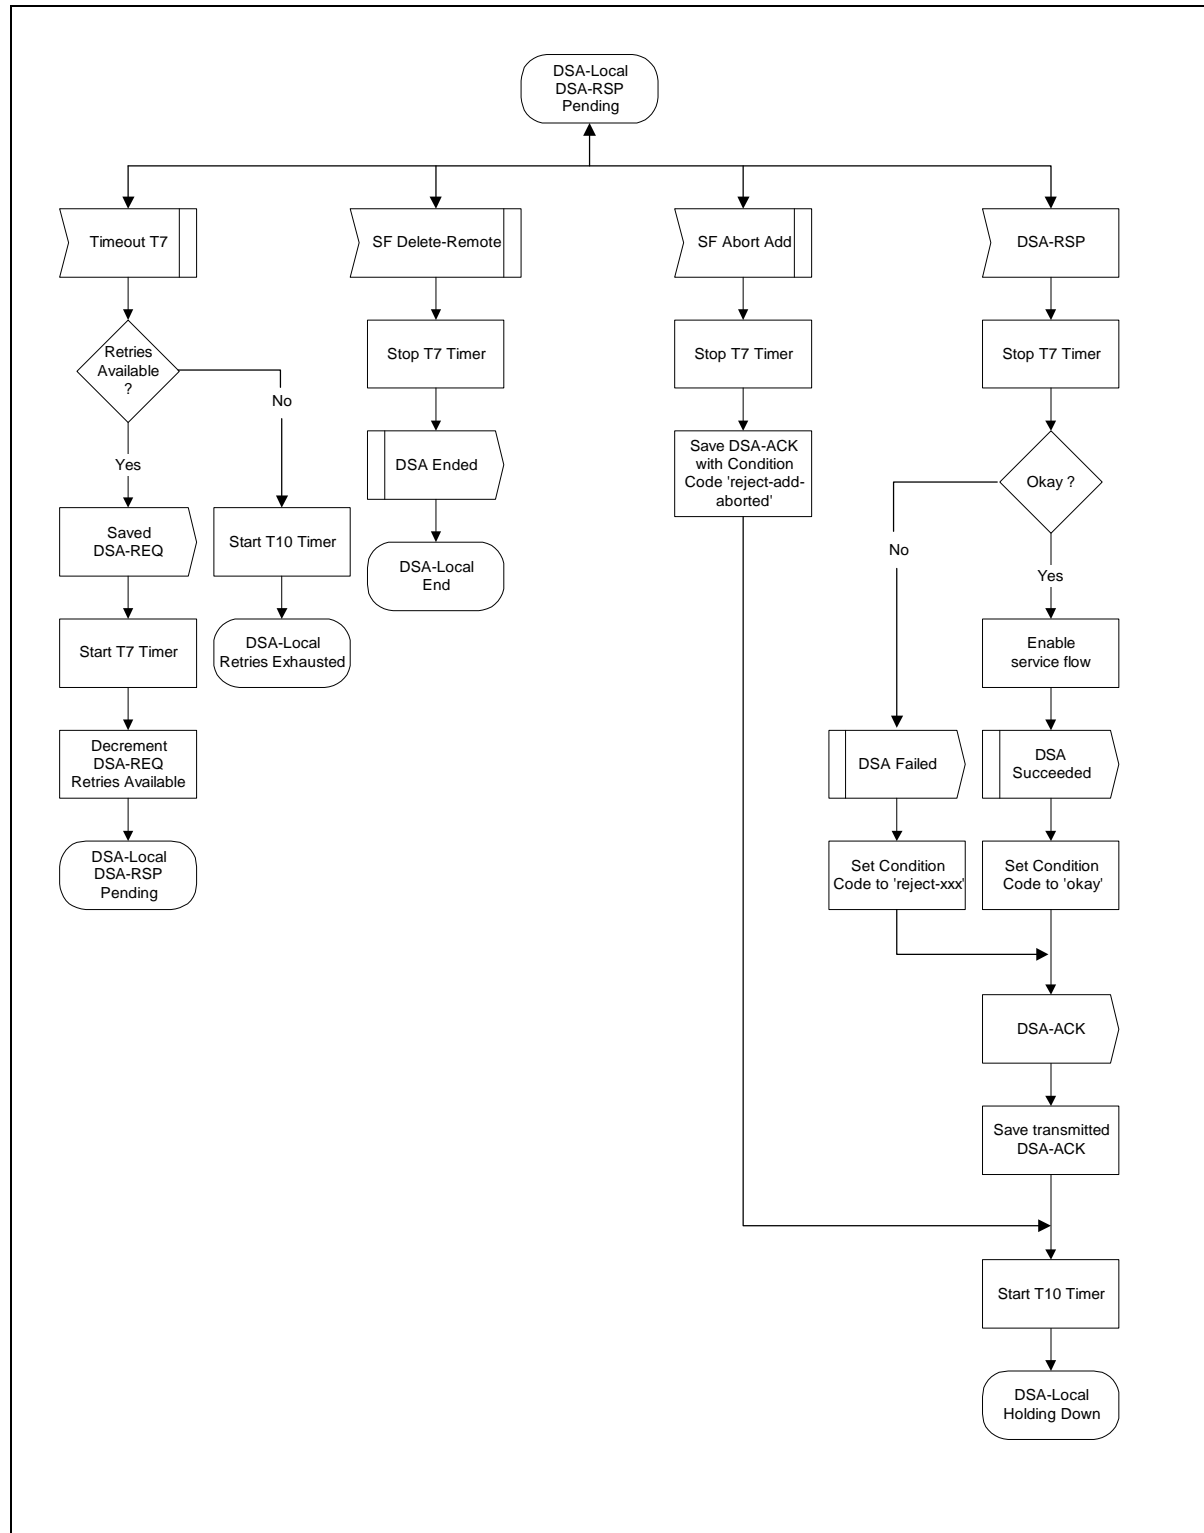 DSA-Local
DSA-RSP
Pending
Timeout T7
SF Delete-Remote
SF Abort Add
DSA-RSP
Retries
Available
?
Stop T7 Timer
Stop T7 Timer
Stop T7 Timer
No
Yes
DSA Ended
Save DSA-ACK
with Condition
Code 'reject-add-
aborted'
Okay ?
Saved
DSA-REQ
Start T10 Timer
DSA-Local
End
No
Yes
Start T7 Timer
DSA-Local
Retries Exhausted
Enable
service flow
Decrement
DSA-REQ
Retries Available
DSA Failed
DSA
Succeeded
DSA-Local
DSA-RSP
Pending
Set Condition
Code to 'reject-xxx'
Set Condition
Code to 'okay'
DSA-ACK
Save transmitted
DSA-ACK
Start T10 Timer
DSA-Local
Holding Down